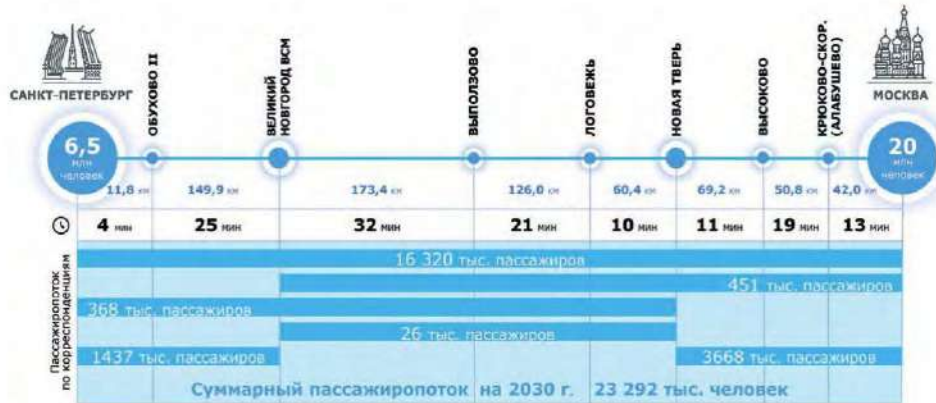 САНКТ-ПЕТЕРБУРГ
ОБУХОВО II
ВЕЛИКИЙ
НОВГОРОД ВСМ
ВЫПОЛЗОВО
ЛОГОВЕЖЬ
НОВАЯ ТВЕРЬ
ВЫСОКОВО
КРЮКОВО-СКОР.
(АЛАБУШЕВО)
МОСКВА
6,5
млн
человек
20
млн
человек
11,8 км 149,9 км 173,4 км 126,0 км 60,4 км 69,2 км 50,8 км 42,0 км
4 мин 25 мин 32 мин 21 мин 10 мин 11 мин 19 мин 13 мин
Пассажиропоток
по корреспонденциям
16 320 тыс. пассажиров
451 тыс. пассажиров
368 тыс. пассажиров
26 тыс. пассажиров
1437 тыс. пассажиров 3668 тыс. пассажиров
Суммарный пассажиропоток на 2030 г. 23 292 тыс. человек